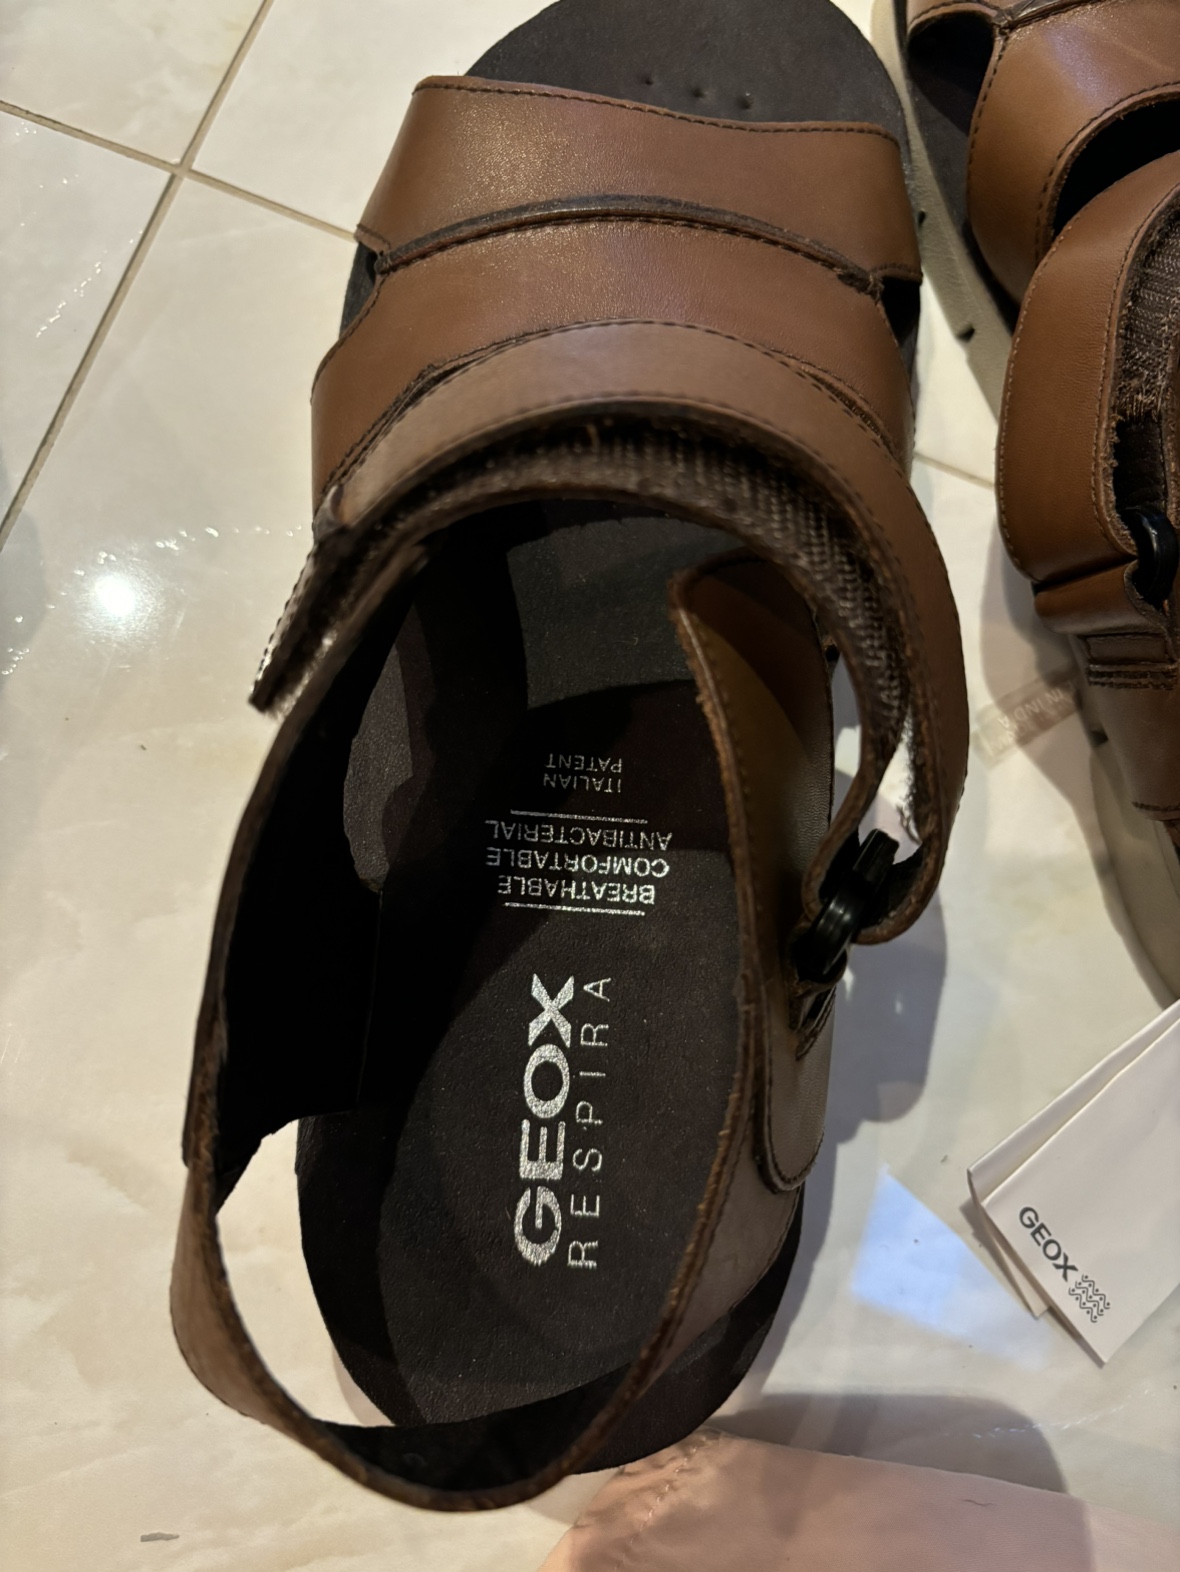 ITALIAN
PATENT
BREATHABLE
COMFORTABLE
ANTIBACTERIAL
GEOX
RESPIRA
GEOX